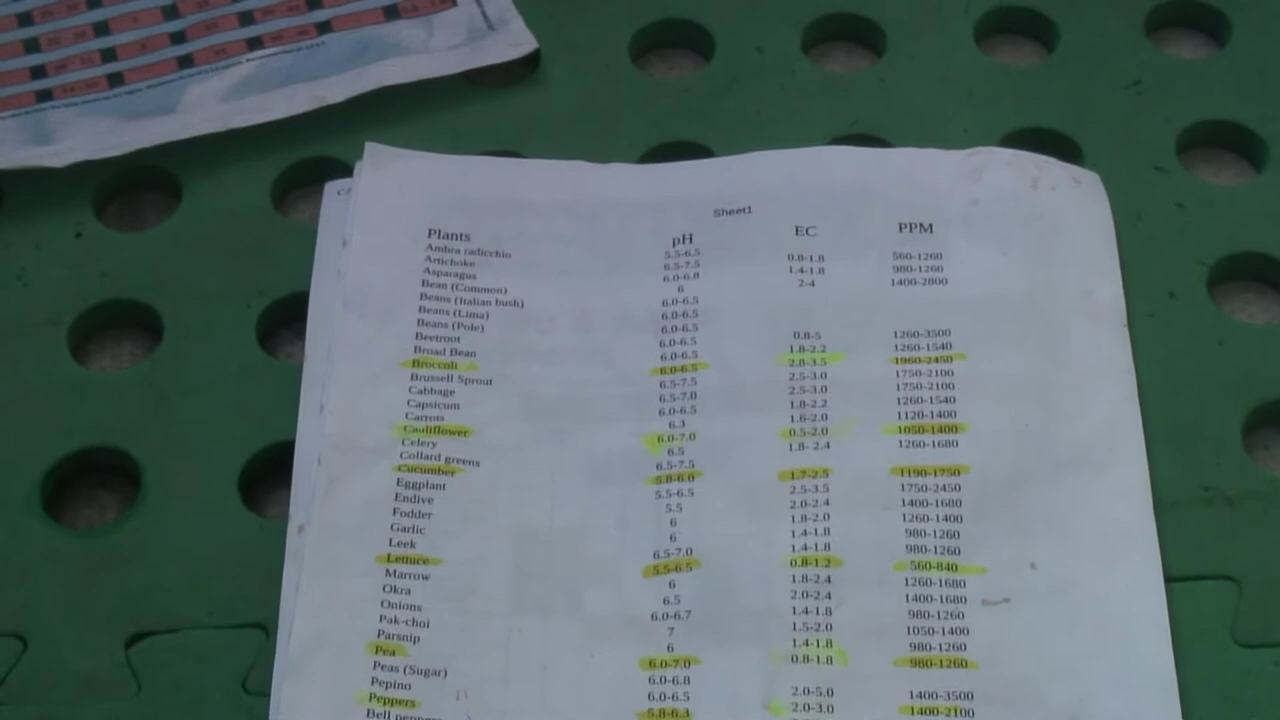 Sheet1
Plants pH EC PPM
Ambra radicchio 5.5-6.5
Artichoke 6.5-7.5 0.8-1.8 560-1260
Asparagus 6.0-6.8 1.4-1.8 980-1260
Bean (Common) 6 2-4 1400-2800
Beans (Italian bush) 6.0-6.5
Beans (Lima) 6.0-6.5
Beans (Pole) 6.0-6.5
Beetroot 6.0-6.5 0.8-5 1260-3500
Broad Bean 6.0-6.5 1.8-2.2 1260-1540
Broccoli 6.0-6.5 2.8-3.5 1960-2450
Brussell Sprout 6.5-7.5 2.5-3.0 1750-2100
Cabbage 6.5-7.0 2.5-3.0 1750-2100
Capsicum 6.0-6.5 1.8-2.2 1260-1540
Carrots 6.3 1.6-2.0 1120-1400
Cauliflower 6.0-7.0 0.5-2.0 1050-1400
Celery 6.5 1.8- 2.4 1260-1680
Collard greens 6.5-7.5
Cucumber 5.8-6.0 1.7-2.5 1190-1750
Eggplant 5.5-6.5 2.5-3.5 1750-2450
Endive 5.5 2.0-2.4 1400-1680
Fodder 6 1.8-2.0 1260-1400
Garlic 6 1.4-1.8 980-1260
Leek 6.5-7.0 1.4-1.8 980-1260
Lettuce 5.5-6.5 0.8-1.2 560-840
Marrow 6 1.8-2.4 1260-1680
Okra 6.5 2.0-2.4 1400-1680
Onions 6.0-6.7 1.4-1.8 980-1260
Pak-choi 7 1.5-2.0 1050-1400
Parsnip 6 1.4-1.8 980-1260
Pea 6.0-7.0 0.8-1.8 980-1260
Peas (Sugar) 6.0-6.8
Pepino 6.0-6.5 2.0-5.0 1400-3500
Peppers 5.8-6.3 2.0-3.0 1400-2100
Bell